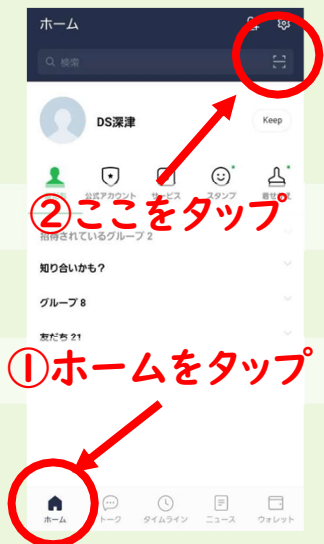 ホーム
検索
DS深津
Keep
公式アカウント サービス スタンプ 着せかえ
②ここをタップ
招待されているグループ 2
知り合いかも？
グループ 8
友だち 21
①ホームをタップ
ホーム トーク タイムライン ニュース ウォレット